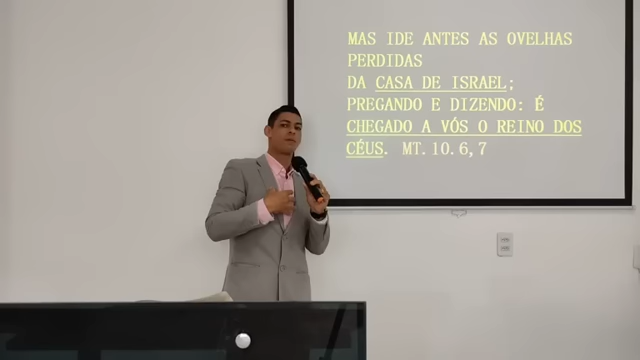 MAS IDE ANTES AS OVELHAS
PERDIDAS
DA CASA DE ISRAEL;
PREGANDO E DIZENDO: É
CHEGADO A VÓS O REINO DOS
CÉUS. MT.10.6,7